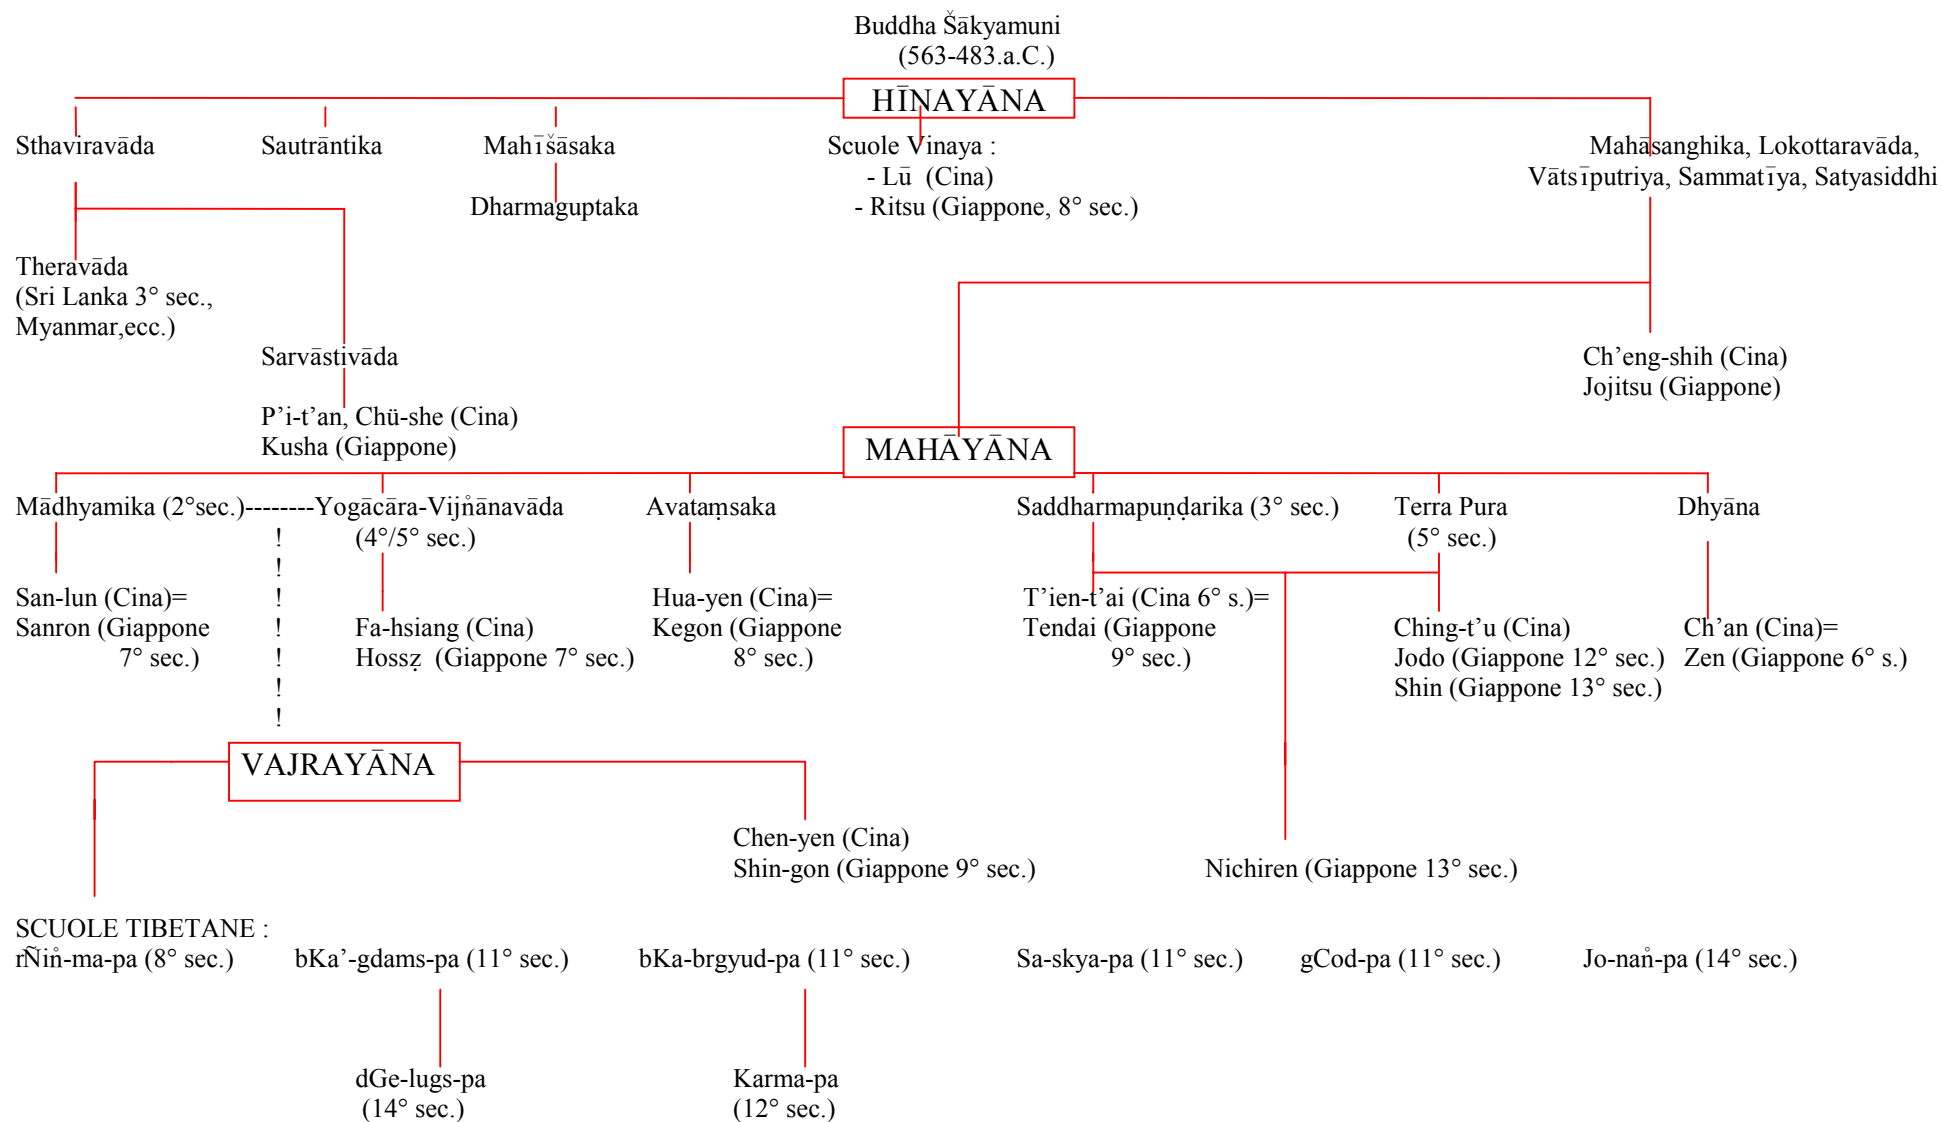 Buddha Šākyamuni
(563-483.a.C.)
HĪNAYĀNA
Sthaviravāda Sautrāntika Mahīšāsaka Scuole Vinaya : Mahāsanghika, Lokottaravāda,
- Lū (Cina) Vātsīputriya, Sammatīya, Satyasiddhi
Dharmaguptaka - Ritsu (Giappone, 8° sec.)
Theravāda
(Sri Lanka 3° sec.,
Myanmar,ecc.)
Sarvāstivāda Ch’eng-shih (Cina)
Jojitsu (Giappone)
P’i-t’an, Chü-she (Cina)
Kusha (Giappone)
MAHĀYĀNA
Mādhyamika (2°sec.)--------Yogācāra-Vijn̊ānavāda Avataṃsaka Saddharmapuṇḍarika (3° sec.) Terra Pura Dhyāna
! (4°/5° sec.) (5° sec.)
!
San-lun (Cina)= ! Hua-yen (Cina)= T’ien-t’ai (Cina 6° s.)=
Sanron (Giappone ! Fa-hsiang (Cina) Kegon (Giappone Tendai (Giappone Ching-t’u (Cina) Ch’an (Cina)=
7° sec.) ! Hossẓ (Giappone 7° sec.) 8° sec.) 9° sec.) Jodo (Giappone 12° sec.) Zen (Giappone 6° s.)
! Shin (Giappone 13° sec.)
!
VAJRAYĀNA
Chen-yen (Cina)
Shin-gon (Giappone 9° sec.) Nichiren (Giappone 13° sec.)
SCUOLE TIBETANE :
rÑin̊-ma-pa (8° sec.) bKa’-gdams-pa (11° sec.) bKa-brgyud-pa (11° sec.) Sa-skya-pa (11° sec.) gCod-pa (11° sec.) Jo-nan̊-pa (14° sec.)
dGe-lugs-pa Karma-pa
(14° sec.) (12° sec.)